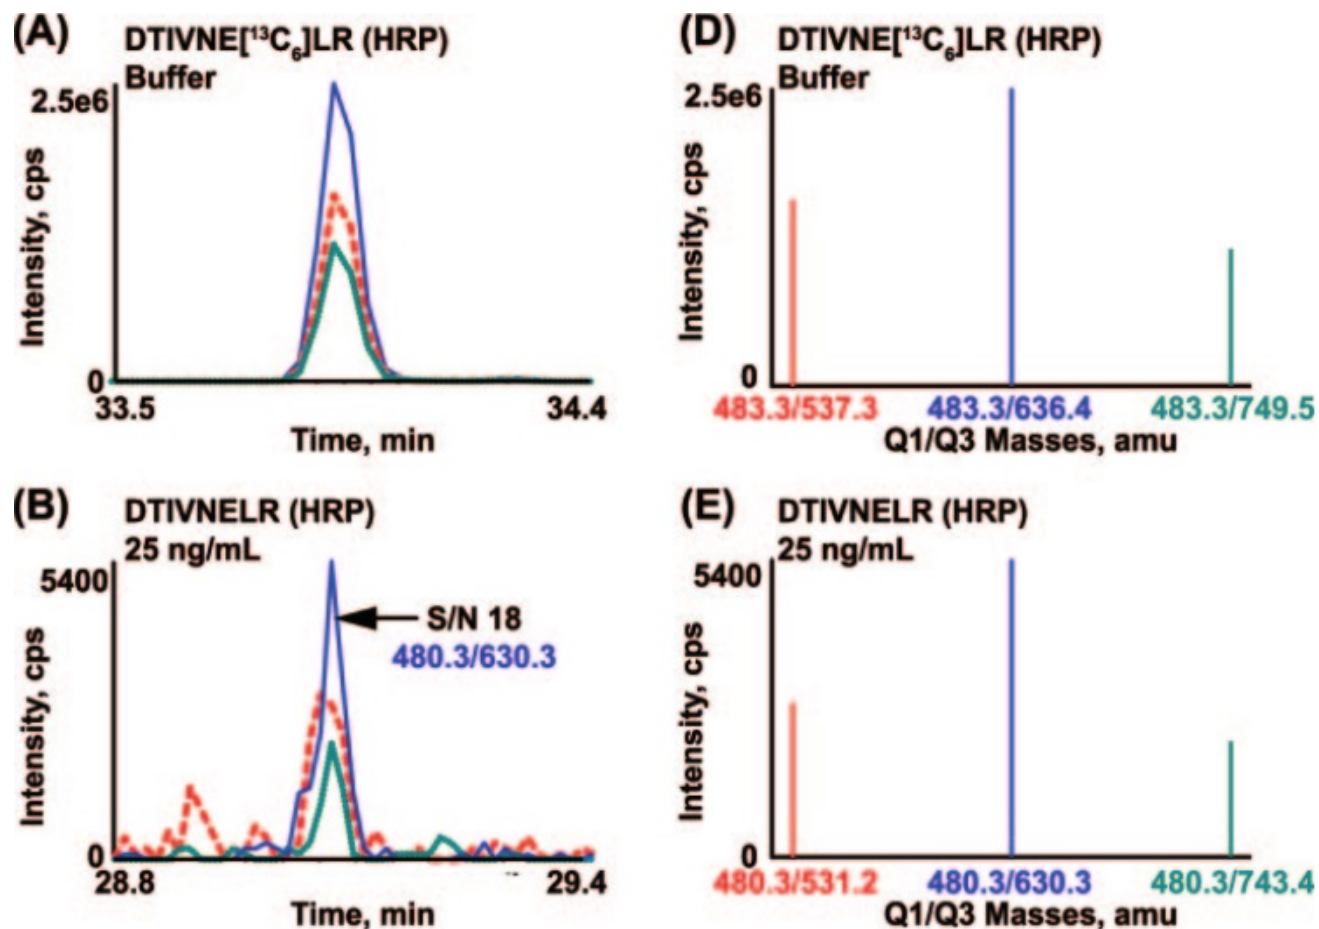 (A) DTIVNE[¹³C₆]LR (HRP)
Buffer
2.5e6
Intensity, cps
0
33.5 34.4
Time, min
(D) DTIVNE[¹³C₆]LR (HRP)
Buffer
2.5e6
Intensity, cps
0
483.3/537.3 483.3/636.4 483.3/749.5
Q1/Q3 Masses, amu
(B) DTIVNELR (HRP)
25 ng/mL
5400
S/N 18
480.3/630.3
Intensity, cps
0
28.8 29.4
Time, min
(E) DTIVNELR (HRP)
25 ng/mL
5400
Intensity, cps
0
480.3/531.2 480.3/630.3 480.3/743.4
Q1/Q3 Masses, amu